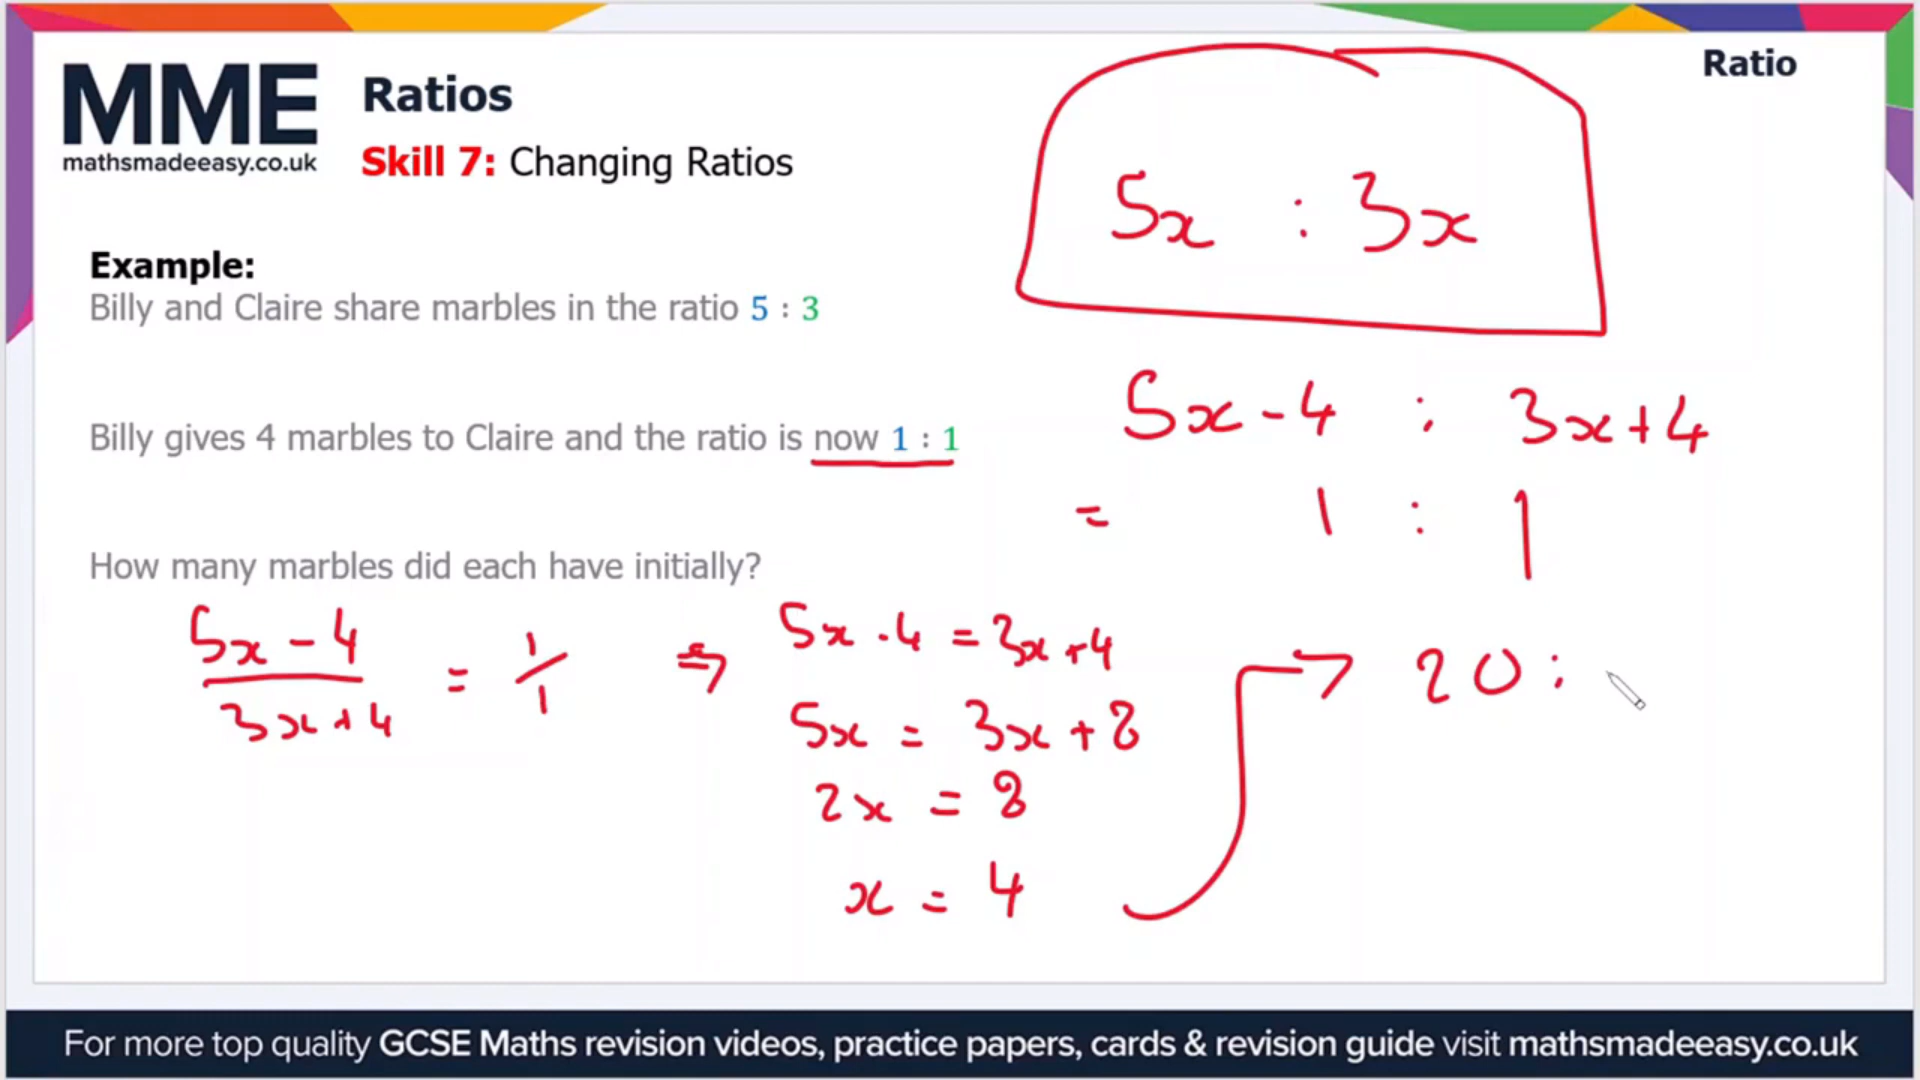 MME
mathsmadeeasy.co.uk
Ratios
Skill 7: Changing Ratios
Ratio
5x : 3x
Example:
Billy and Claire share marbles in the ratio 5 : 3
5x - 4 : 3x + 4
Billy gives 4 marbles to Claire and the ratio is now 1 : 1
= 1 : 1
How many marbles did each have initially?
5x - 4
3x + 4
= 1/1
⇒
5x - 4 = 3x + 4
5x = 3x + 8
2x = 8
x = 4
→ 20 :
For more top quality GCSE Maths revision videos, practice papers, cards & revision guide visit mathsmadeeasy.co.uk